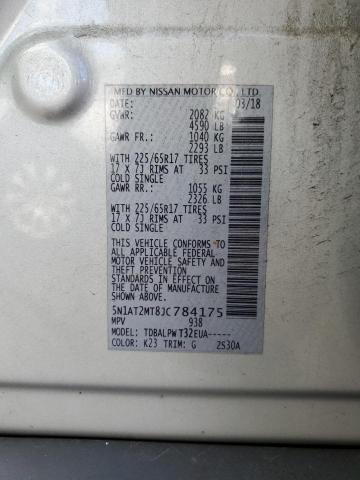 MFD BY NISSAN MOTOR CO., LTD.
DATE: 03/18
GVWR: 2082 KG
4590 LB
GAWR FR.: 1040 KG
2293 LB
WITH 225/65R17 TIRES
17 X 7J RIMS AT 33 PSI
COLD SINGLE
GAWR RR.: 1055 KG
2326 LB
WITH 225/65R17 TIRES
17 X 7J RIMS AT 33 PSI
COLD SINGLE
THIS VEHICLE CONFORMS TO
ALL APPLICABLE FEDERAL
MOTOR VEHICLE SAFETY AND
THEFT PREVENTION STANDARDS
IN EFFECT ON THE DATE OF
MANUFACTURE SHOWN ABOVE.
5N1AT2MT8JC784175
MPV 938
MODEL: TDBALPW T32EUA-----
COLOR: K23 TRIM: G 2S30A